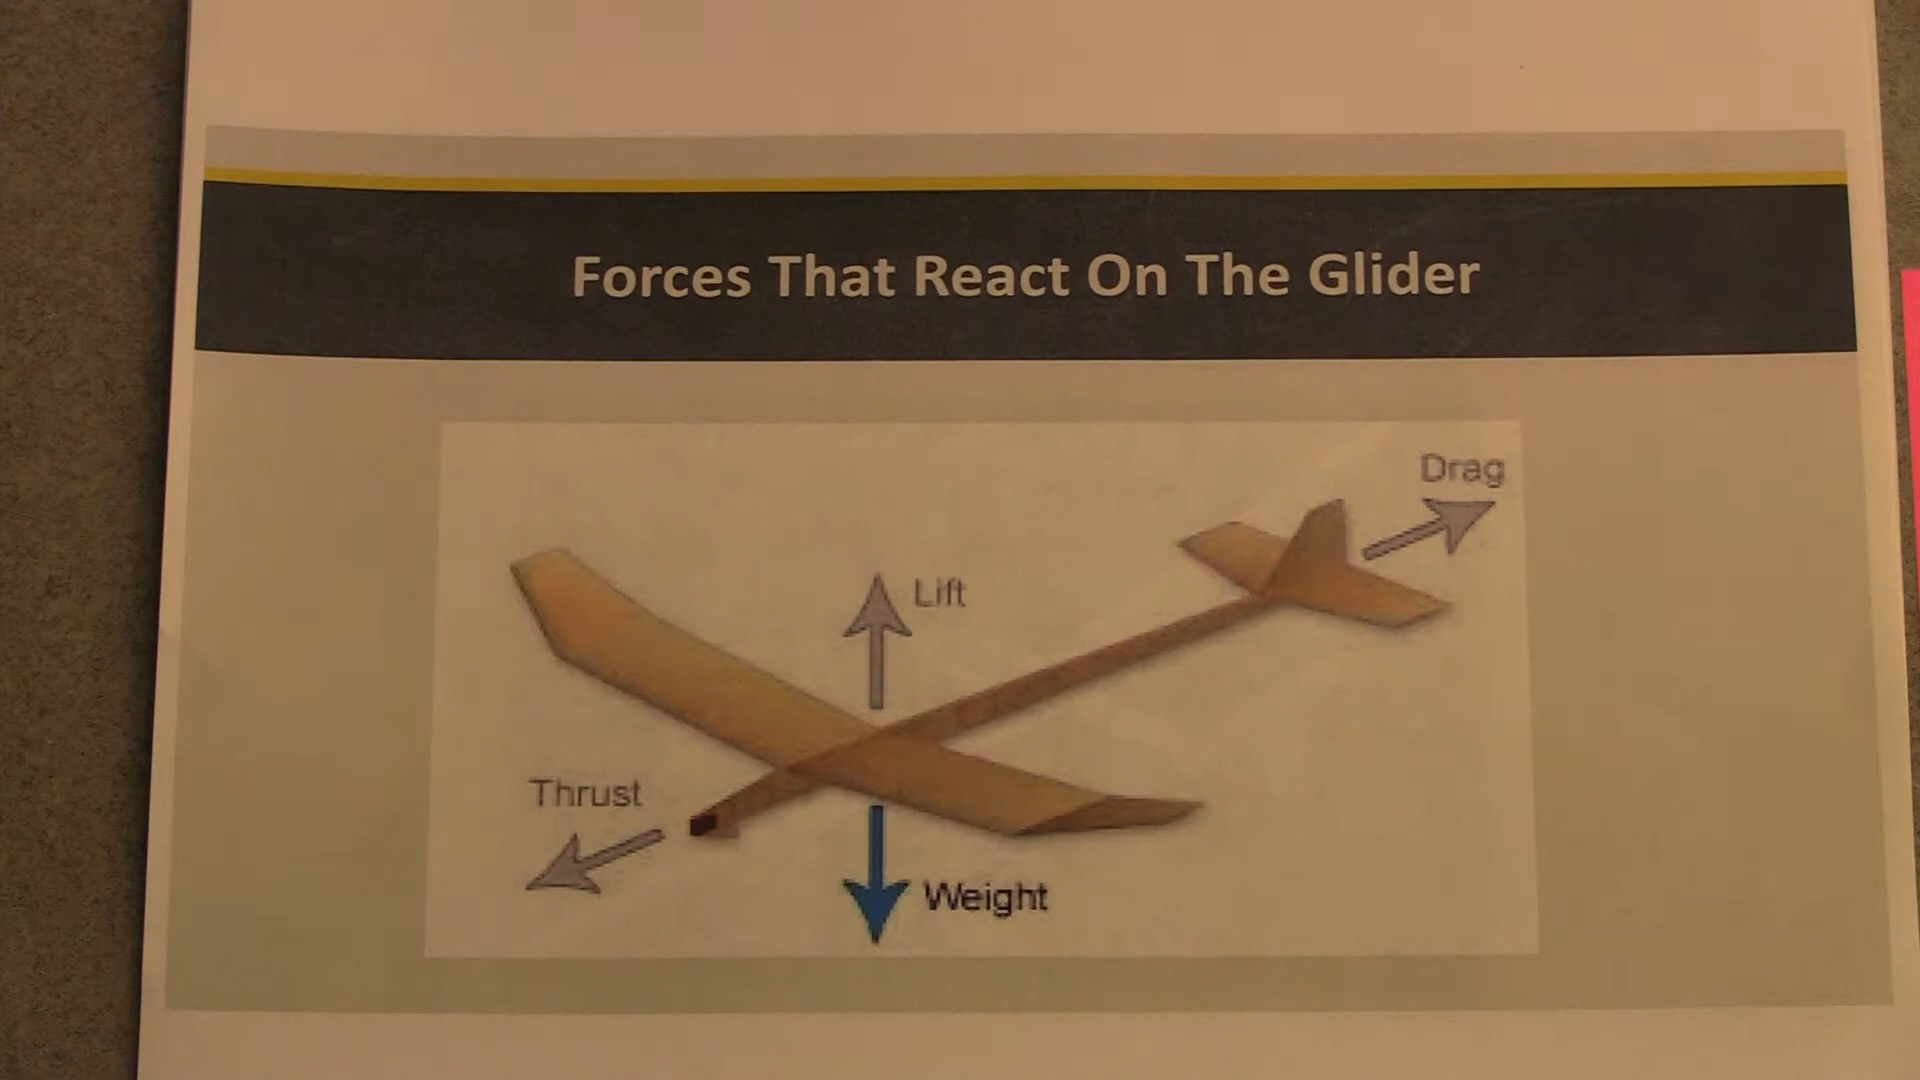 Forces That React On The Glider
Drag
Lift
Thrust
Weight